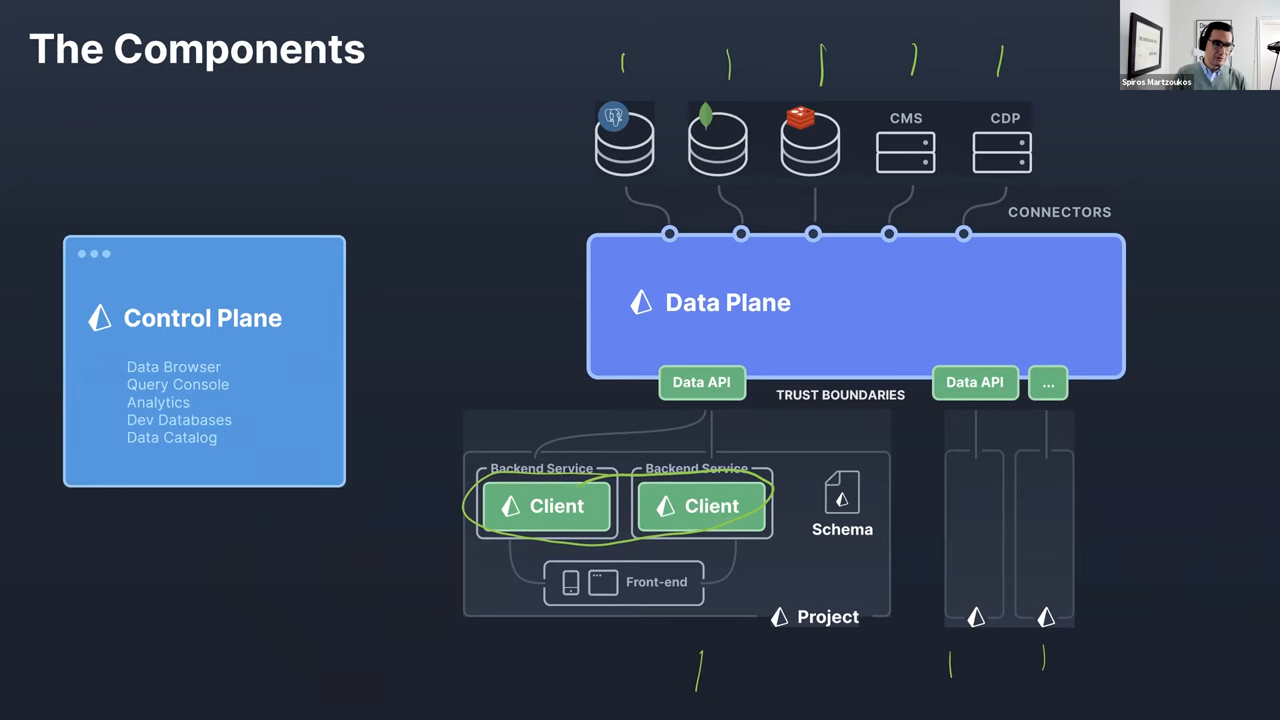 The Components
Spiros Martzoukos
CMS
CDP
CONNECTORS
Control Plane
Data Browser
Query Console
Analytics
Dev Databases
Data Catalog
Data Plane
Data API
Data API
...
TRUST BOUNDARIES
Backend Service
Backend Service
Client
Client
Schema
Front-end
Project